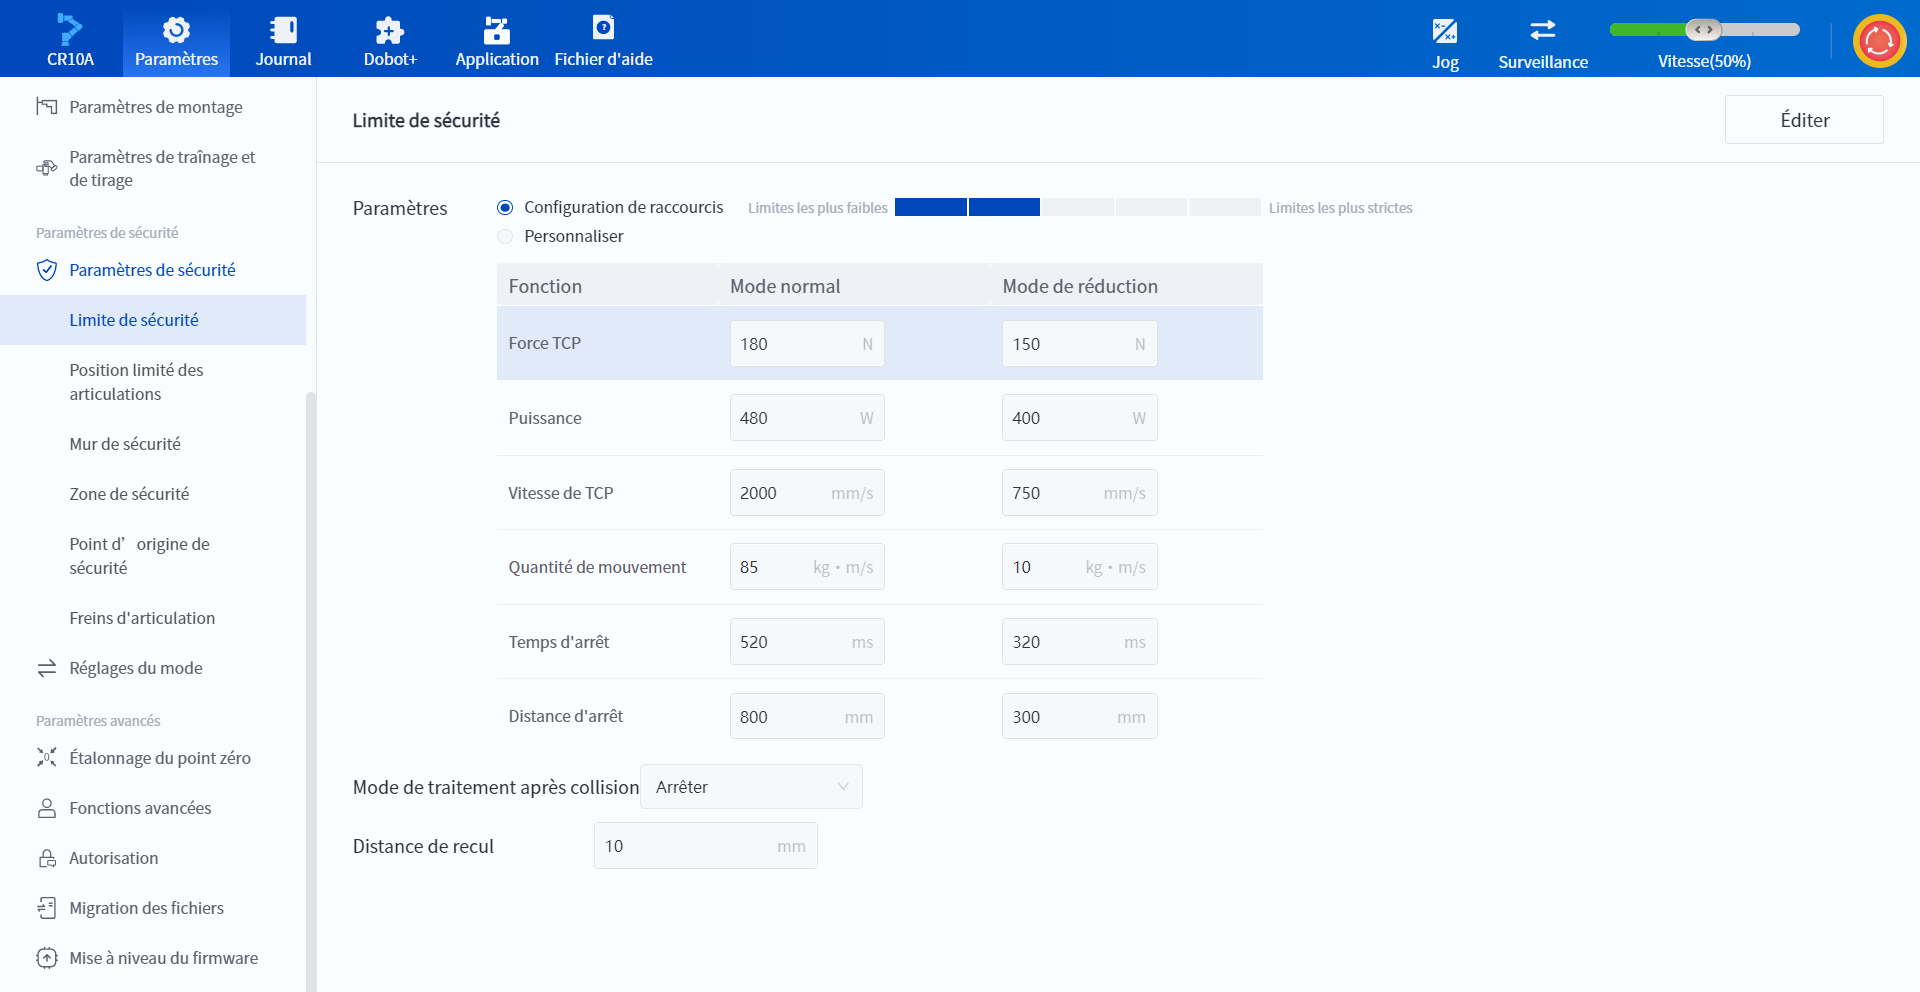 CR10A
Paramètres
Journal
Dobot+
Application
Fichier d'aide
Jog
Surveillance
Vitesse(50%)
Paramètres de montage
Paramètres de traînage et
de tirage
Paramètres de sécurité
Paramètres de sécurité
Limite de sécurité
Position limité des
articulations
Mur de sécurité
Zone de sécurité
Point d’origine de
sécurité
Freins d'articulation
Réglages du mode
Paramètres avancés
Étalonnage du point zéro
Fonctions avancées
Autorisation
Migration des fichiers
Mise à niveau du firmware
Limite de sécurité
Éditer
Paramètres
Configuration de raccourcis
Limites les plus faibles
Limites les plus strictes
Personnaliser
Fonction Mode normal Mode de réduction
Force TCP 180 N 150 N
Puissance 480 W 400 W
Vitesse de TCP 2000 mm/s 750 mm/s
Quantité de mouvement 85 kg・m/s 10 kg・m/s
Temps d'arrêt 520 ms 320 ms
Distance d'arrêt 800 mm 300 mm
Mode de traitement après collision Arrêter
Distance de recul 10 mm